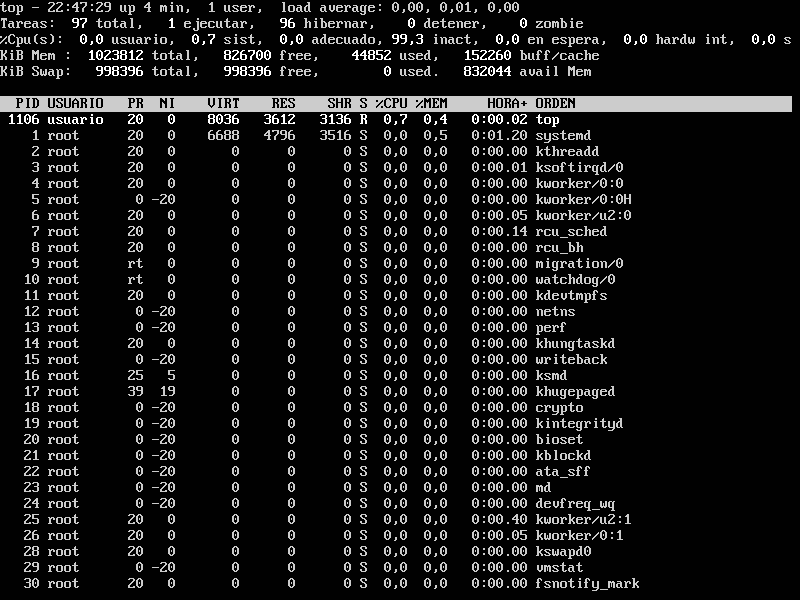 top - 22:47:29 up 4 min,  1 user,  load average: 0,00, 0,01, 0,00
Tareas:  97 total,   1 ejecutar,  96 hibernar,   0 detener,   0 zombie
%Cpu(s):  0,0 usuario,  0,7 sist,  0,0 adecuado, 99,3 inact,  0,0 en espera,  0,0 hardw int,  0,0 s
KiB Mem :  1023812 total,   826700 free,    44852 used,   152260 buff/cache
KiB Swap:   998396 total,   998396 free,        0 used.   832044 avail Mem
PID USUARIO   PR  NI    VIRT    RES    SHR S %CPU %MEM     HORA+ ORDEN
1106 usuario   20   0    8036   3612   3136 R  0,7  0,4   0:00.02 top
1 root      20   0    6688   4796   3516 S  0,0  0,5   0:01.20 systemd
2 root      20   0       0      0      0 S  0,0  0,0   0:00.00 kthreadd
3 root      20   0       0      0      0 S  0,0  0,0   0:00.01 ksoftirqd/0
4 root      20   0       0      0      0 S  0,0  0,0   0:00.00 kworker/0:0
5 root       0 -20       0      0      0 S  0,0  0,0   0:00.00 kworker/0:0H
6 root      20   0       0      0      0 S  0,0  0,0   0:00.05 kworker/u2:0
7 root      20   0       0      0      0 S  0,0  0,0   0:00.14 rcu_sched
8 root      20   0       0      0      0 S  0,0  0,0   0:00.00 rcu_bh
9 root      rt   0       0      0      0 S  0,0  0,0   0:00.00 migration/0
10 root      rt   0       0      0      0 S  0,0  0,0   0:00.00 watchdog/0
11 root      20   0       0      0      0 S  0,0  0,0   0:00.00 kdevtmpfs
12 root       0 -20       0      0      0 S  0,0  0,0   0:00.00 netns
13 root       0 -20       0      0      0 S  0,0  0,0   0:00.00 perf
14 root      20   0       0      0      0 S  0,0  0,0   0:00.00 khungtaskd
15 root       0 -20       0      0      0 S  0,0  0,0   0:00.00 writeback
16 root      25   5       0      0      0 S  0,0  0,0   0:00.00 ksmd
17 root      39  19       0      0      0 S  0,0  0,0   0:00.00 khugepaged
18 root       0 -20       0      0      0 S  0,0  0,0   0:00.00 crypto
19 root       0 -20       0      0      0 S  0,0  0,0   0:00.00 kintegrityd
20 root       0 -20       0      0      0 S  0,0  0,0   0:00.00 bioset
21 root       0 -20       0      0      0 S  0,0  0,0   0:00.00 kblockd
22 root       0 -20       0      0      0 S  0,0  0,0   0:00.00 ata_sff
23 root       0 -20       0      0      0 S  0,0  0,0   0:00.00 md
24 root       0 -20       0      0      0 S  0,0  0,0   0:00.00 devfreq_wq
25 root      20   0       0      0      0 S  0,0  0,0   0:00.40 kworker/u2:1
26 root      20   0       0      0      0 S  0,0  0,0   0:00.05 kworker/0:1
28 root      20   0       0      0      0 S  0,0  0,0   0:00.00 kswapd0
29 root       0 -20       0      0      0 S  0,0  0,0   0:00.00 vmstat
30 root      20   0       0      0      0 S  0,0  0,0   0:00.00 fsnotify_mark